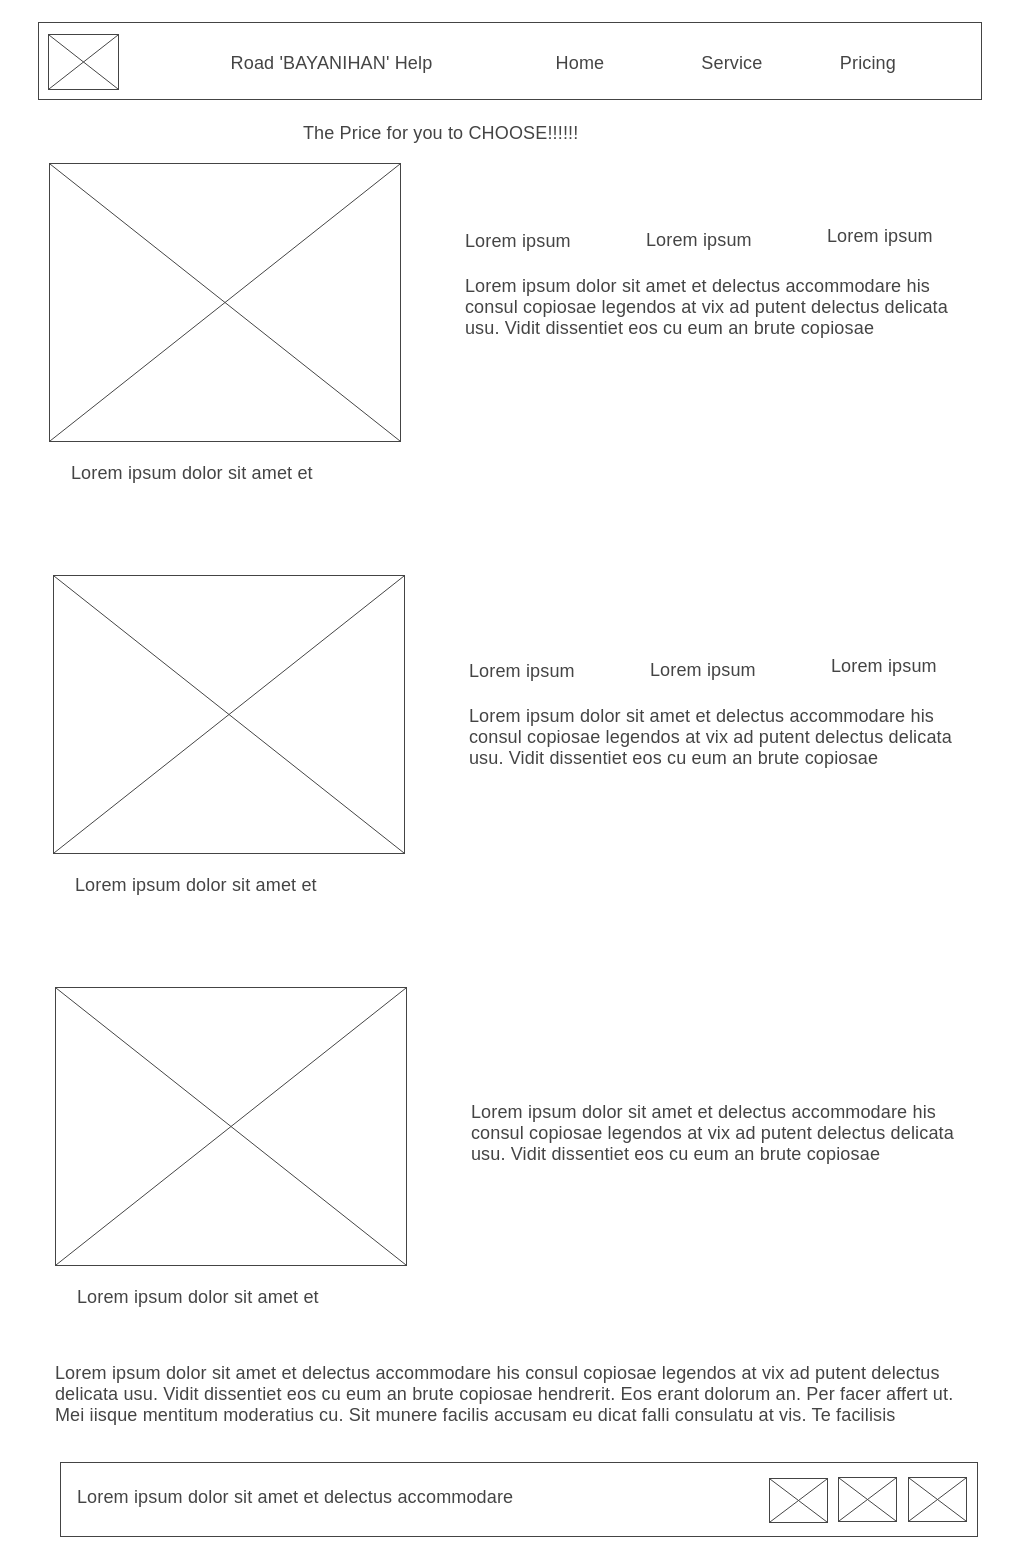 Road 'BAYANIHAN' Help
Home
Service
Pricing
The Price for you to CHOOSE!!!!!!
Lorem ipsum
Lorem ipsum
Lorem ipsum
Lorem ipsum dolor sit amet et delectus accommodare his
consul copiosae legendos at vix ad putent delectus delicata
usu. Vidit dissentiet eos cu eum an brute copiosae
Lorem ipsum dolor sit amet et
Lorem ipsum
Lorem ipsum
Lorem ipsum
Lorem ipsum dolor sit amet et delectus accommodare his
consul copiosae legendos at vix ad putent delectus delicata
usu. Vidit dissentiet eos cu eum an brute copiosae
Lorem ipsum dolor sit amet et
Lorem ipsum dolor sit amet et delectus accommodare his
consul copiosae legendos at vix ad putent delectus delicata
usu. Vidit dissentiet eos cu eum an brute copiosae
Lorem ipsum dolor sit amet et
Lorem ipsum dolor sit amet et delectus accommodare his consul copiosae legendos at vix ad putent delectus
delicata usu. Vidit dissentiet eos cu eum an brute copiosae hendrerit. Eos erant dolorum an. Per facer affert ut.
Mei iisque mentitum moderatius cu. Sit munere facilis accusam eu dicat falli consulatu at vis. Te facilisis
Lorem ipsum dolor sit amet et delectus accommodare